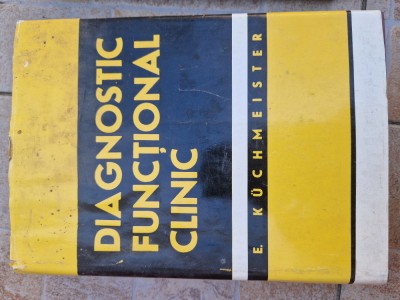 DIAGNOSTIC
FUNCȚIONAL
CLINIC
E. KÜCHMEISTER